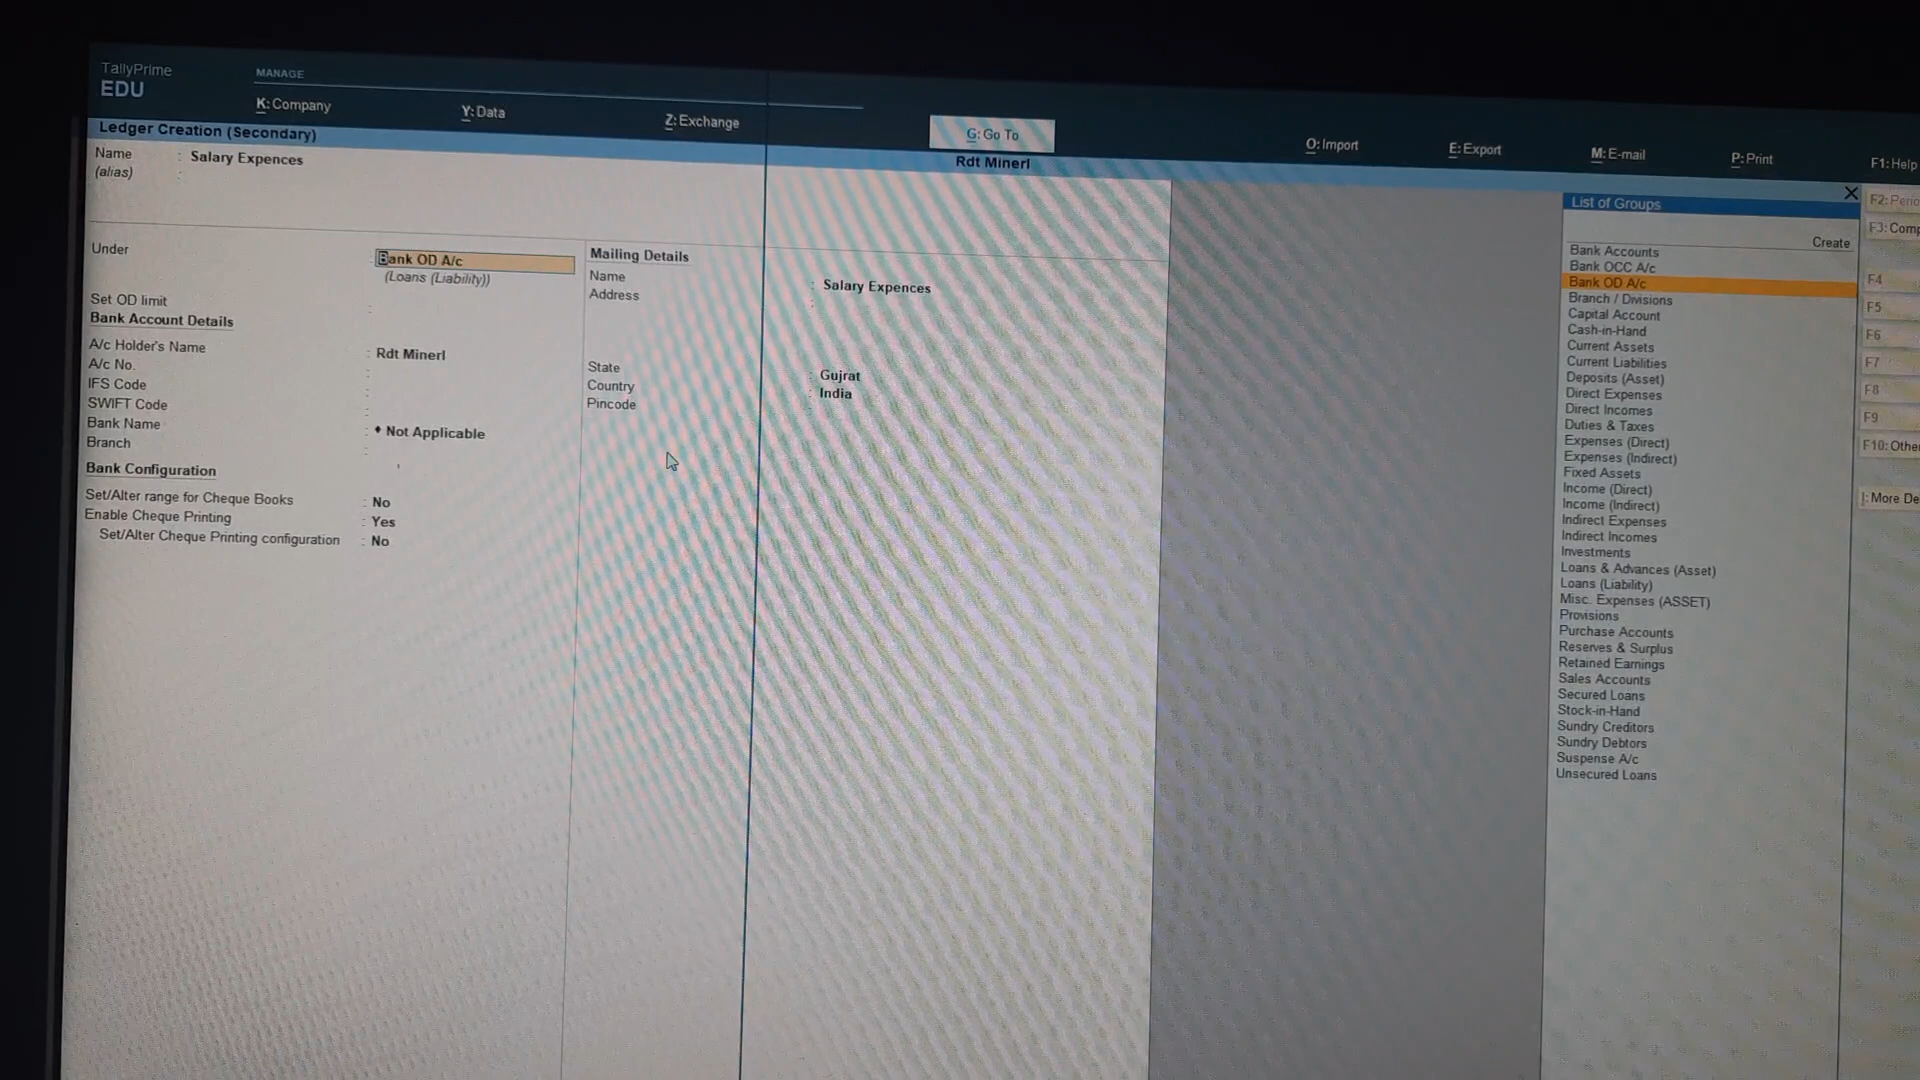 TallyPrime
EDU
MANAGE
K: Company
Y: Data
Z: Exchange
G: Go To
O: Import
E: Export
M: E-mail
P: Print
F1: Help
Ledger Creation (Secondary)
Rdt Minerl
Name : Salary Expences
(alias) :
Under : Bank OD A/c
(Loans (Liability))
Set OD limit :
Bank Account Details
A/c Holder's Name : Rdt Minerl
A/c No. :
IFS Code :
SWIFT Code :
Bank Name : ♦ Not Applicable
Branch :
Bank Configuration
Set/Alter range for Cheque Books : No
Enable Cheque Printing : Yes
Set/Alter Cheque Printing configuration : No
Mailing Details
Name : Salary Expences
Address :
State : Gujrat
Country : India
Pincode :
List of Groups
Create
Bank Accounts
Bank OCC A/c
Bank OD A/c
Branch / Divisions
Capital Account
Cash-in-Hand
Current Assets
Current Liabilities
Deposits (Asset)
Direct Expenses
Direct Incomes
Duties & Taxes
Expenses (Direct)
Expenses (Indirect)
Fixed Assets
Income (Direct)
Income (Indirect)
Indirect Expenses
Indirect Incomes
Investments
Loans & Advances (Asset)
Loans (Liability)
Misc. Expenses (ASSET)
Provisions
Purchase Accounts
Reserves & Surplus
Retained Earnings
Sales Accounts
Secured Loans
Stock-in-Hand
Sundry Creditors
Sundry Debtors
Suspense A/c
Unsecured Loans
F2: Perio
F3: Comp
F4
F5
F6
F7
F8
F9
F10: Othe
I: More De